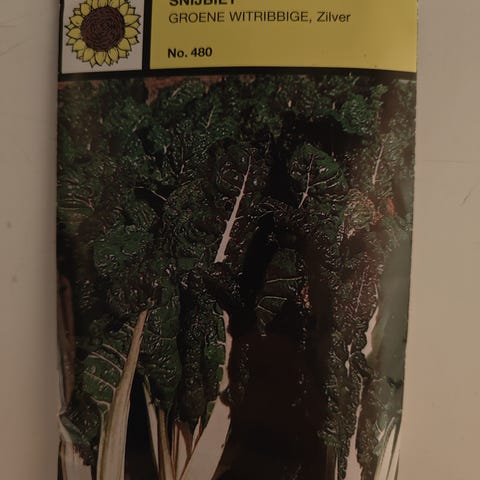 SNIJBIET
GROENE WITRIBBIGE, Zilver
No. 480